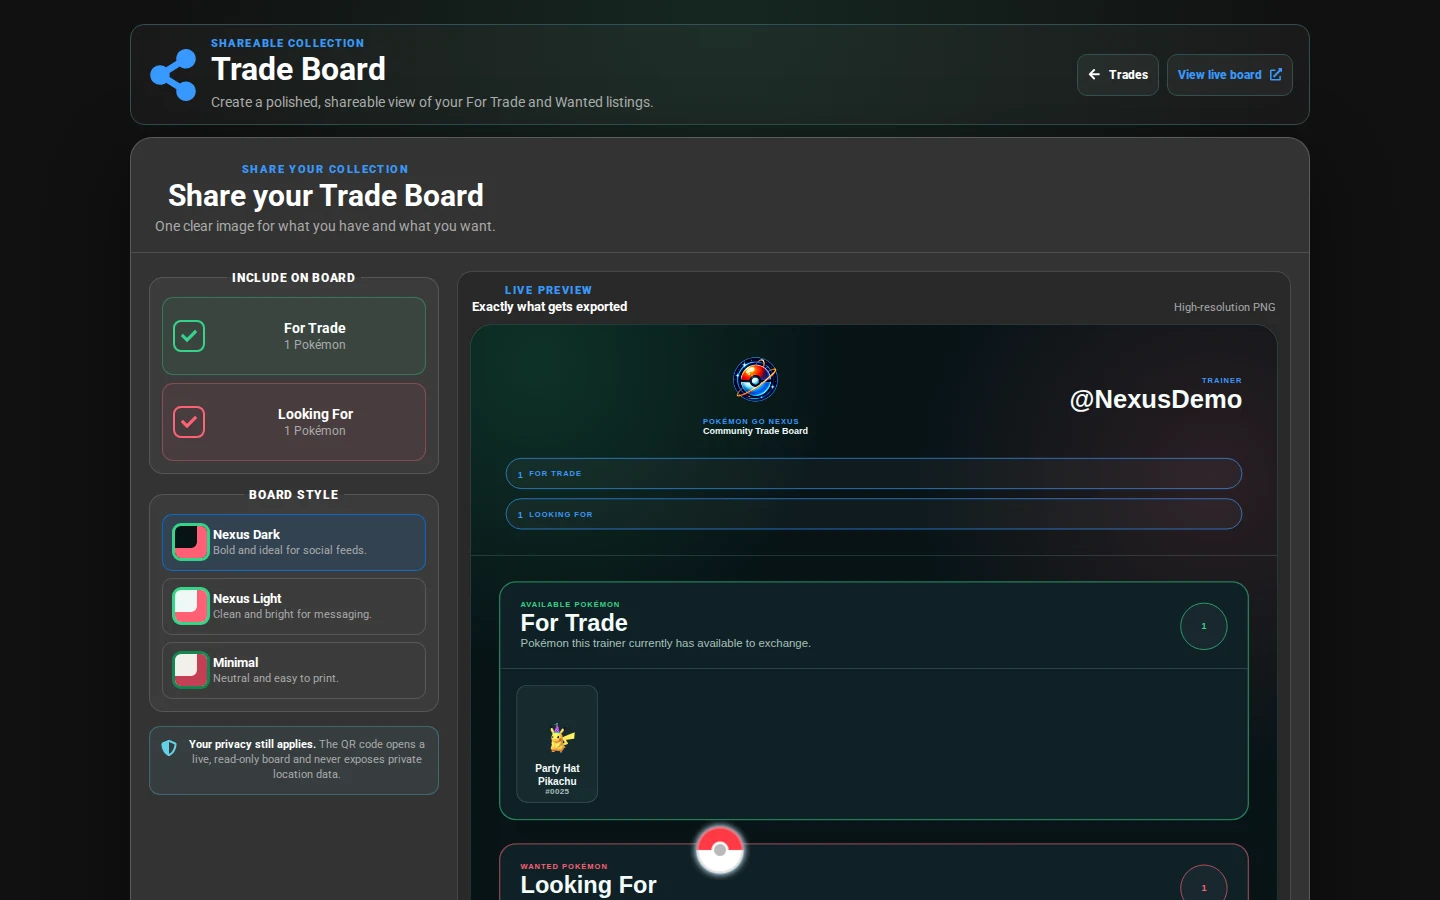 SHAREABLE COLLECTION
Trade Board
Create a polished, shareable view of your For Trade and Wanted listings.
Trades
View live board
SHARE YOUR COLLECTION
Share your Trade Board
One clear image for what you have and what you want.
INCLUDE ON BOARD
For Trade
1 Pokémon
Looking For
1 Pokémon
BOARD STYLE
Nexus Dark
Bold and ideal for social feeds.
Nexus Light
Clean and bright for messaging.
Minimal
Neutral and easy to print.
Your privacy still applies. The QR code opens a
live, read-only board and never exposes private
location data.
LIVE PREVIEW
Exactly what gets exported
High-resolution PNG
POKÉMON GO NEXUS
Community Trade Board
TRAINER
@NexusDemo
1 FOR TRADE
1 LOOKING FOR
AVAILABLE POKÉMON
For Trade
Pokémon this trainer currently has available to exchange.
1
Party Hat
Pikachu
#0025
WANTED POKÉMON
Looking For
1